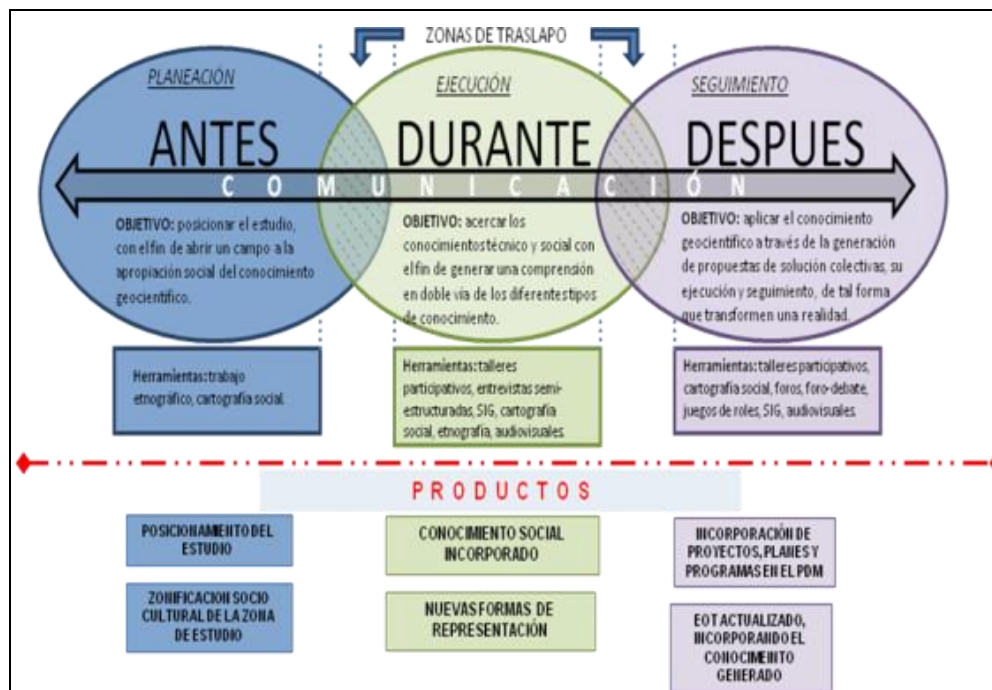 ZONAS DE TRASLAPO
PLANEACIÓN
ANTES
EJECUCIÓN
DURANTE
SEGUIMIENTO
DESPUES
COMUNICACIÓN
OBJETIVO: posicionar el estudio,
con el fin de abrir un campo a la
apropiación social del conocimiento
geocientífico.
OBJETIVO: acercar los
conocimientos técnico y social con
el fin de generar una comprensión
en doble vía de los diferentes tipos
de conocimiento.
OBJETIVO: aplicar el conocimiento
geocientífico a través de la generación
de propuestas de solución colectivas, su
ejecución y seguimiento, de tal forma
que transformen una realidad.
Herramientas: trabajo
etnográfico, cartografía social.
Herramientas: talleres
participativos, entrevistas semi-
estructuradas, SIG, cartografía
social, etnografía, audiovisuales.
Herramientas: talleres participativos,
cartografía social, foros, foro-debate,
juegos de roles, SIG, audiovisuales.
PRODUCTOS
POSICIONAMIENTO DEL
ESTUDIO
ZONIFICACION SOCIO
CULTURAL DE LA ZONA
DE ESTUDIO
CONOCIMIENTO SOCIAL
INCORPORADO
NUEVAS FORMAS DE
REPRESENTACIÓN
INCORPORACIÓN DE
PROYECTOS, PLANES Y
PROGRAMAS EN EL PDM
EOT ACTUALIZADO,
INCORPORANDO EL
CONOCIMEINTO
GENERADO